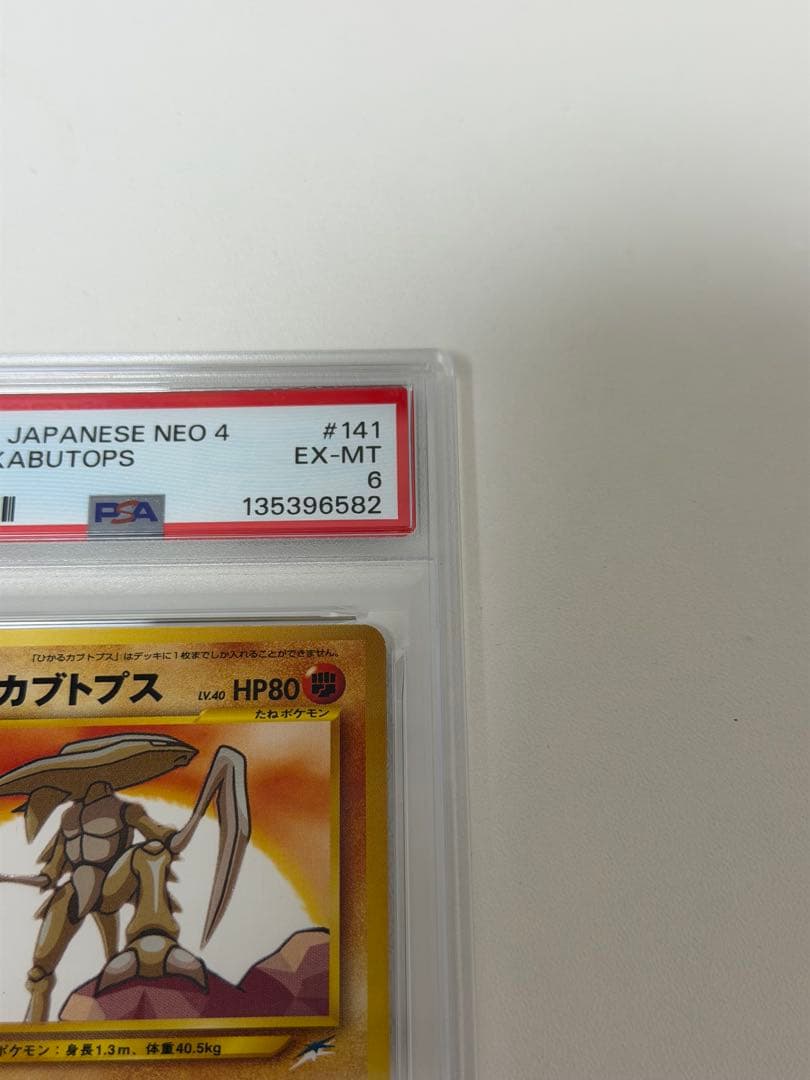 JAPANESE NEO 4 #141
KABUTOPS EX-MT
6
PSA 135396582
「ひかるカブトプス」はデッキに1枚までしか入れることができません。
カブトプス LV.40 HP80
たねポケモン
ポケモン：身長1.3m、体重40.5kg